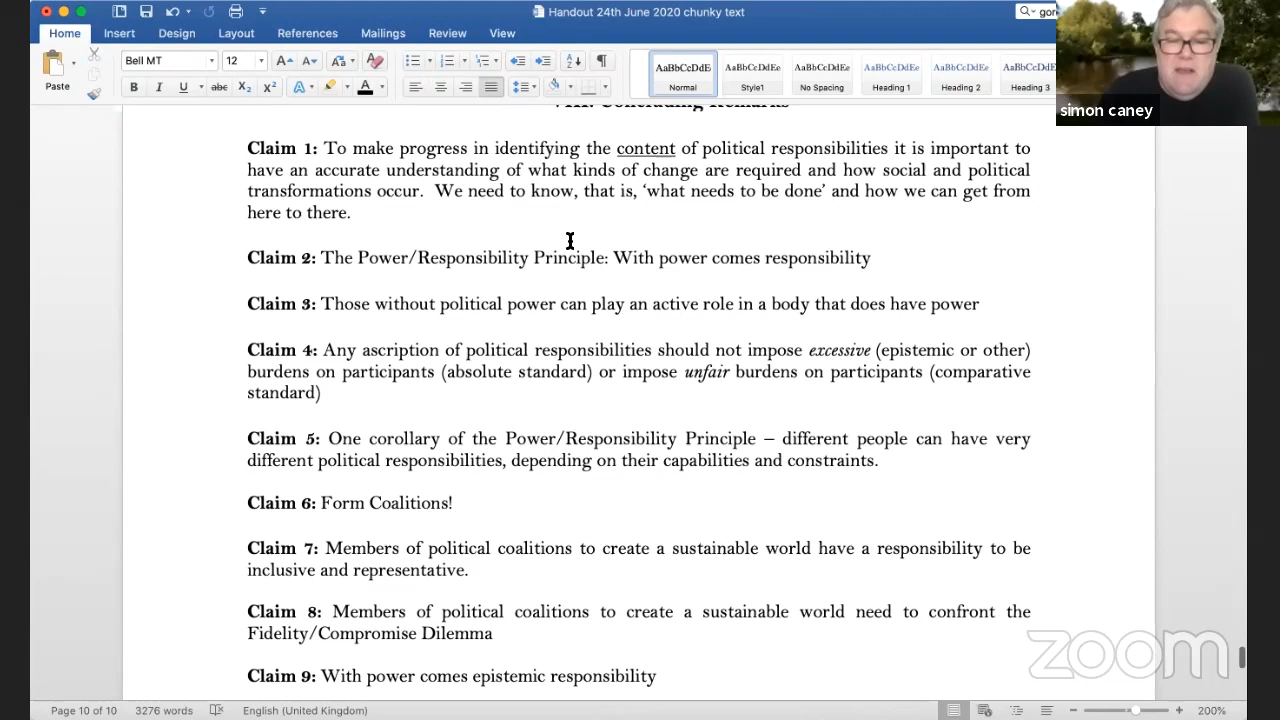 Handout 24th June 2020 chunky text
gor
Home Insert Design Layout References Mailings Review View
Bell MT 12
AaBbCcDdE AaBbCcDdEe AaBbCcDdEe AaBbCcDdEe AaBbCcDdEe AaBbCcDdEe
Paste
Normal Style1 No Spacing Heading 1 Heading 2 Heading 3
simon caney
Concluding Remarks
Claim 1: To make progress in identifying the content of political responsibilities it is important to
have an accurate understanding of what kinds of change are required and how social and political
transformations occur. We need to know, that is, ‘what needs to be done’ and how we can get from
here to there.
Claim 2: The Power/Responsibility Principle: With power comes responsibility
Claim 3: Those without political power can play an active role in a body that does have power
Claim 4: Any ascription of political responsibilities should not impose excessive (epistemic or other)
burdens on participants (absolute standard) or impose unfair burdens on participants (comparative
standard)
Claim 5: One corollary of the Power/Responsibility Principle – different people can have very
different political responsibilities, depending on their capabilities and constraints.
Claim 6: Form Coalitions!
Claim 7: Members of political coalitions to create a sustainable world have a responsibility to be
inclusive and representative.
Claim 8: Members of political coalitions to create a sustainable world need to confront the
Fidelity/Compromise Dilemma
Claim 9: With power comes epistemic responsibility
zoom
Page 10 of 10 3276 words English (United Kingdom) 200%